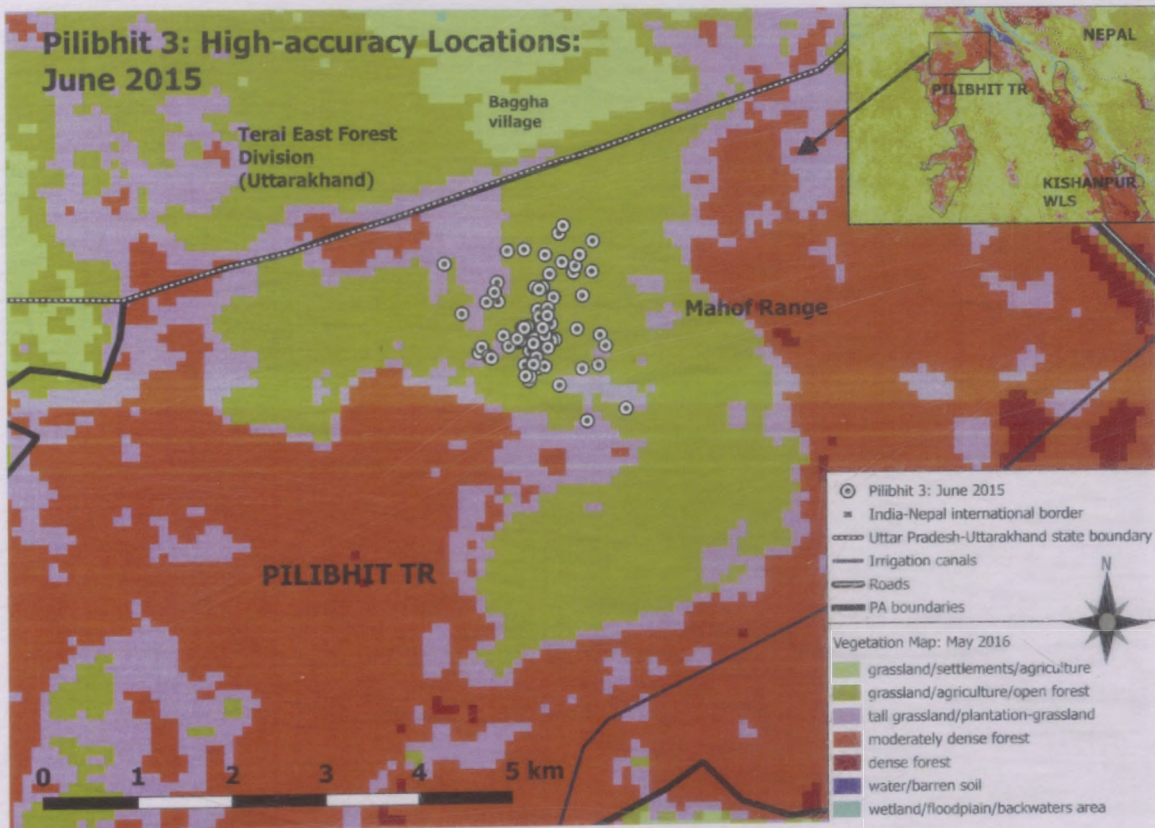 Pilibhit 3: High-accuracy Locations:
June 2015
Baggha
village
Terai East Forest
Division
(Uttarakhand)
NEPAL
PILIBHIT TR
KISHANPUR
WLS
Mahof Range
PILIBHIT TR
0 1 2 3 4 5 km
Pilibhit 3: June 2015
India-Nepal international border
Uttar Pradesh-Uttarakhand state boundary
Irrigation canals
Roads
PA boundaries
N
Vegetation Map: May 2016
grassland/settlements/agriculture
grassland/agriculture/open forest
tall grassland/plantation-grassland
moderately dense forest
dense forest
water/barren soil
wetland/floodplain/backwaters area